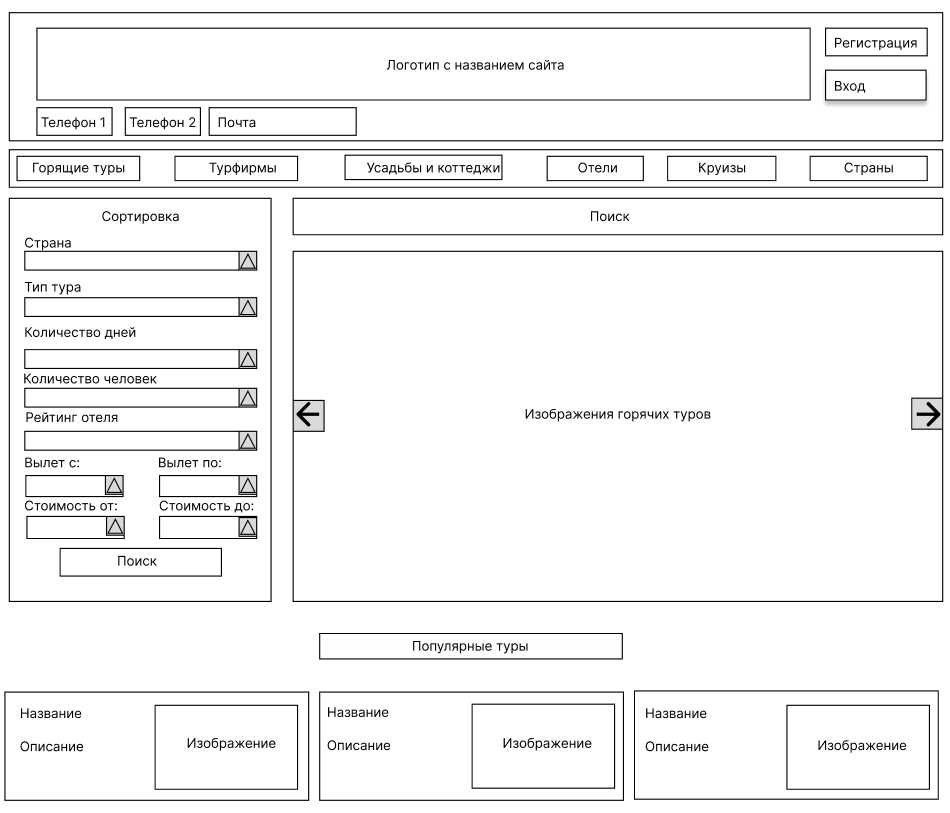 Логотип с названием сайта
Регистрация
Вход
Телефон 1
Телефон 2
Почта
Горящие туры
Турфирмы
Усадьбы и коттеджи
Отели
Круизы
Страны
Сортировка
Страна
Тип тура
Количество дней
Количество человек
Рейтинг отеля
Вылет с:
Вылет по:
Стоимость от:
Стоимость до:
Поиск
Поиск
Изображения горячих туров
Популярные туры
Название
Описание
Изображение
Название
Описание
Изображение
Название
Описание
Изображение